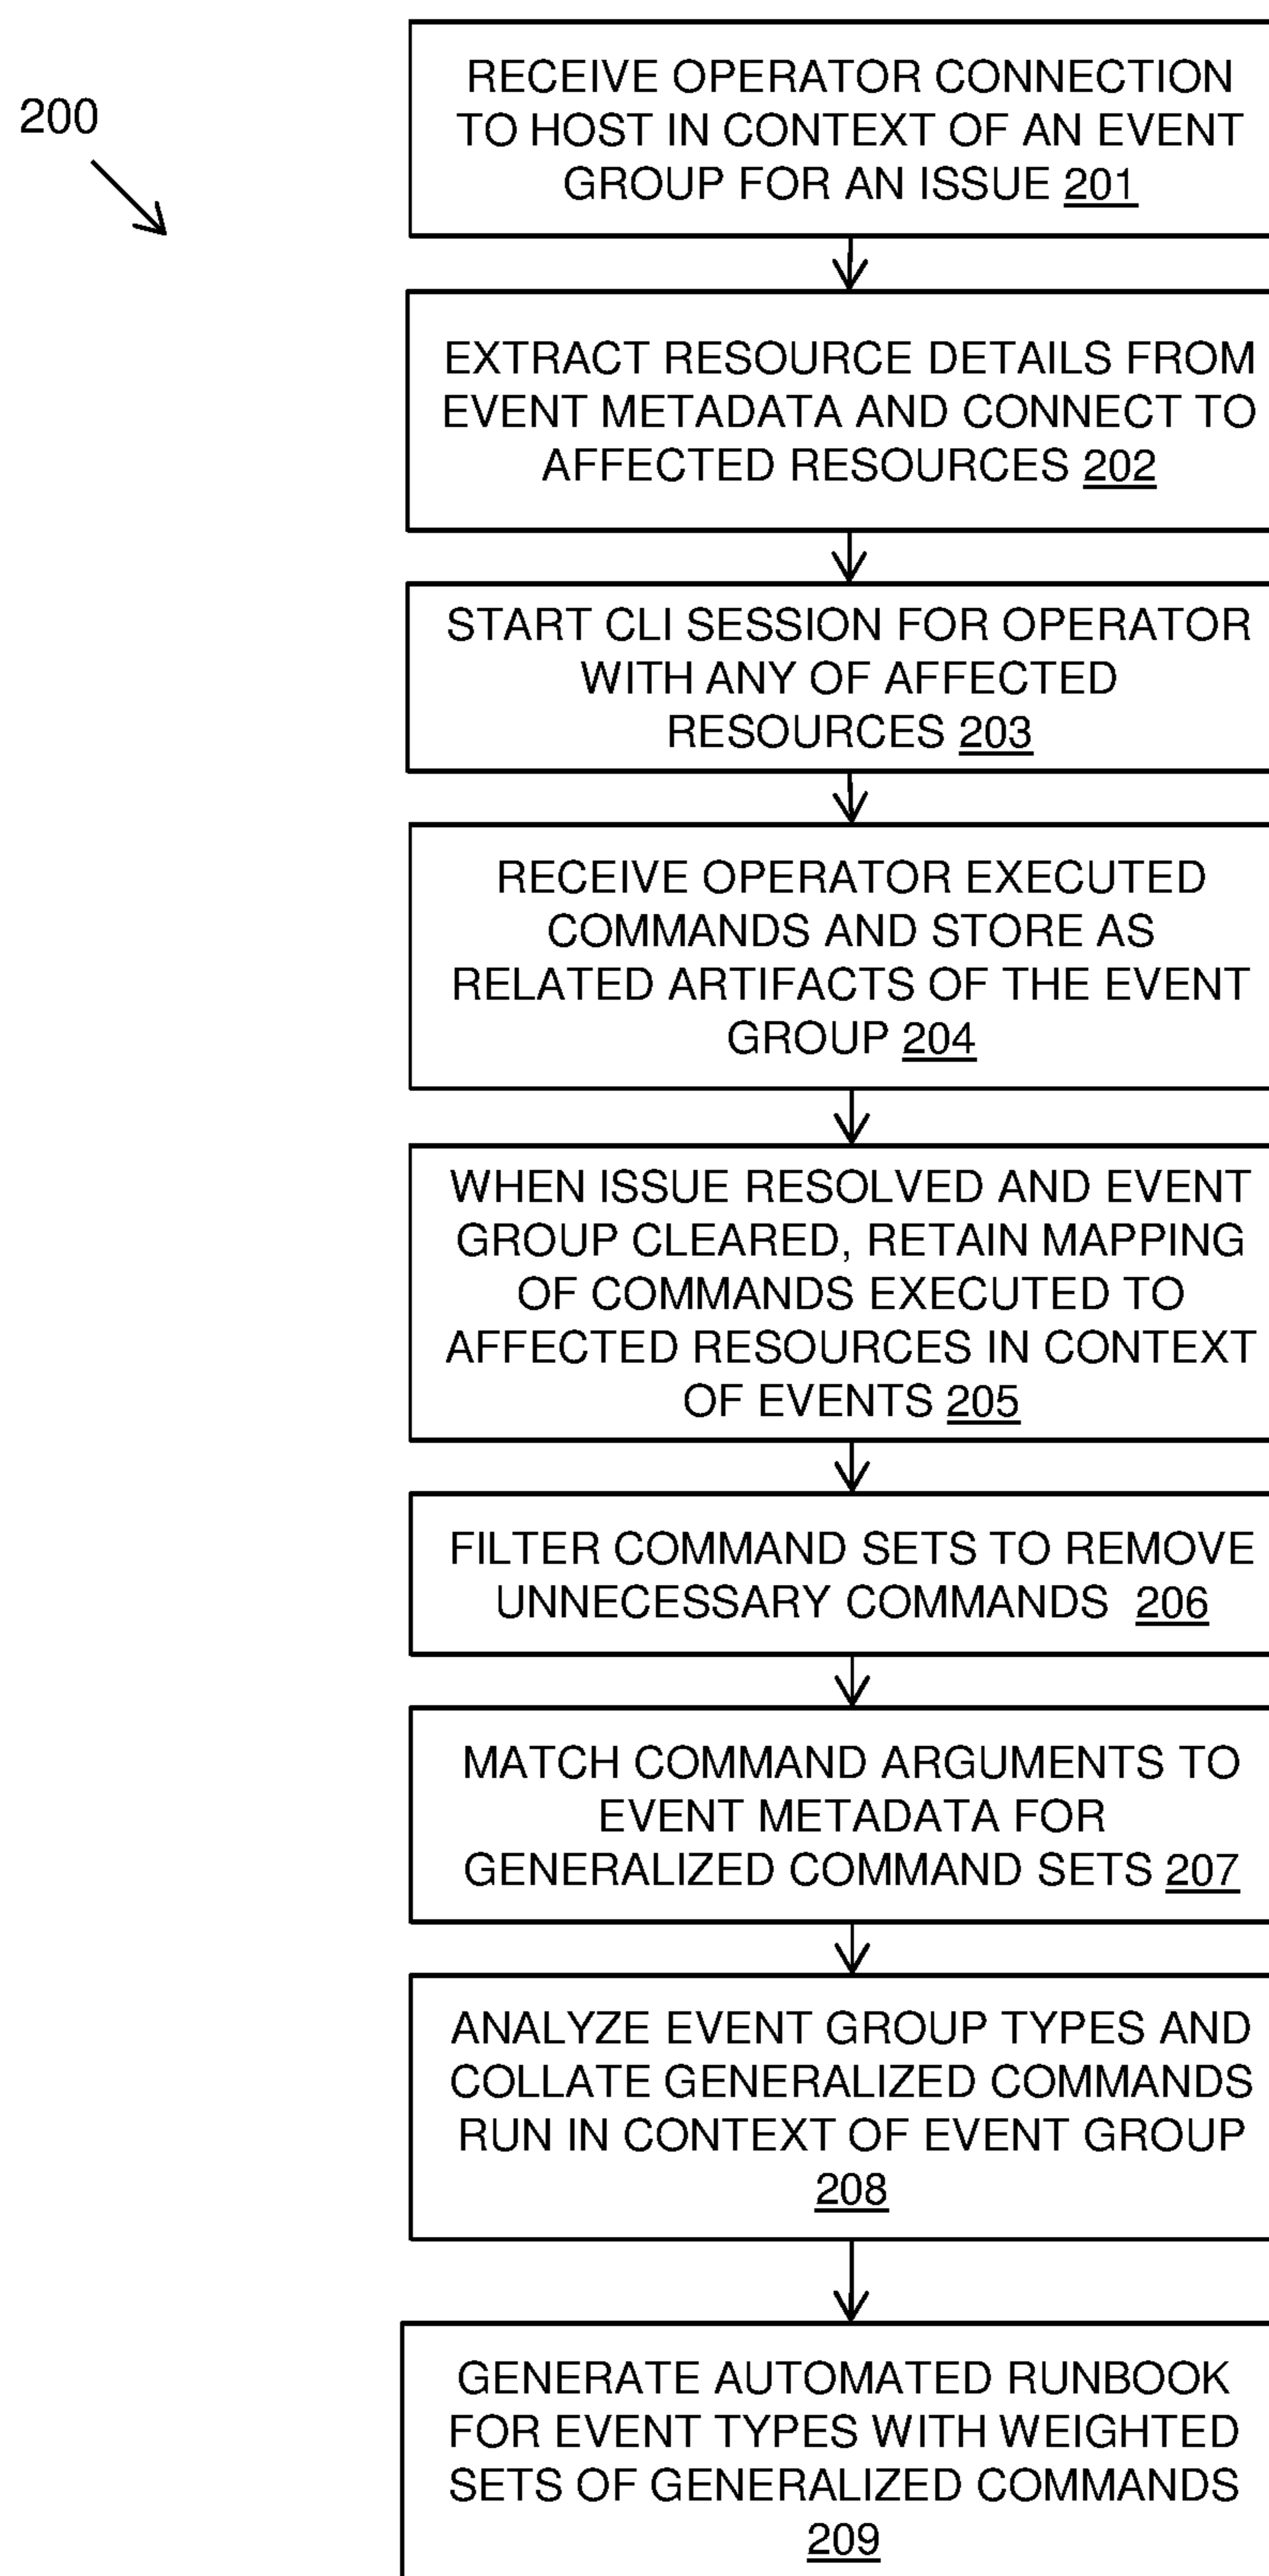 200
RECEIVE OPERATOR CONNECTION
TO HOST IN CONTEXT OF AN EVENT
GROUP FOR AN ISSUE 201
EXTRACT RESOURCE DETAILS FROM
EVENT METADATA AND CONNECT TO
AFFECTED RESOURCES 202
START CLI SESSION FOR OPERATOR
WITH ANY OF AFFECTED
RESOURCES 203
RECEIVE OPERATOR EXECUTED
COMMANDS AND STORE AS
RELATED ARTIFACTS OF THE EVENT
GROUP 204
WHEN ISSUE RESOLVED AND EVENT
GROUP CLEARED, RETAIN MAPPING
OF COMMANDS EXECUTED TO
AFFECTED RESOURCES IN CONTEXT
OF EVENTS 205
FILTER COMMAND SETS TO REMOVE
UNNECESSARY COMMANDS 206
MATCH COMMAND ARGUMENTS TO
EVENT METADATA FOR
GENERALIZED COMMAND SETS 207
ANALYZE EVENT GROUP TYPES AND
COLLATE GENERALIZED COMMANDS
RUN IN CONTEXT OF EVENT GROUP
208
GENERATE AUTOMATED RUNBOOK
FOR EVENT TYPES WITH WEIGHTED
SETS OF GENERALIZED COMMANDS
209